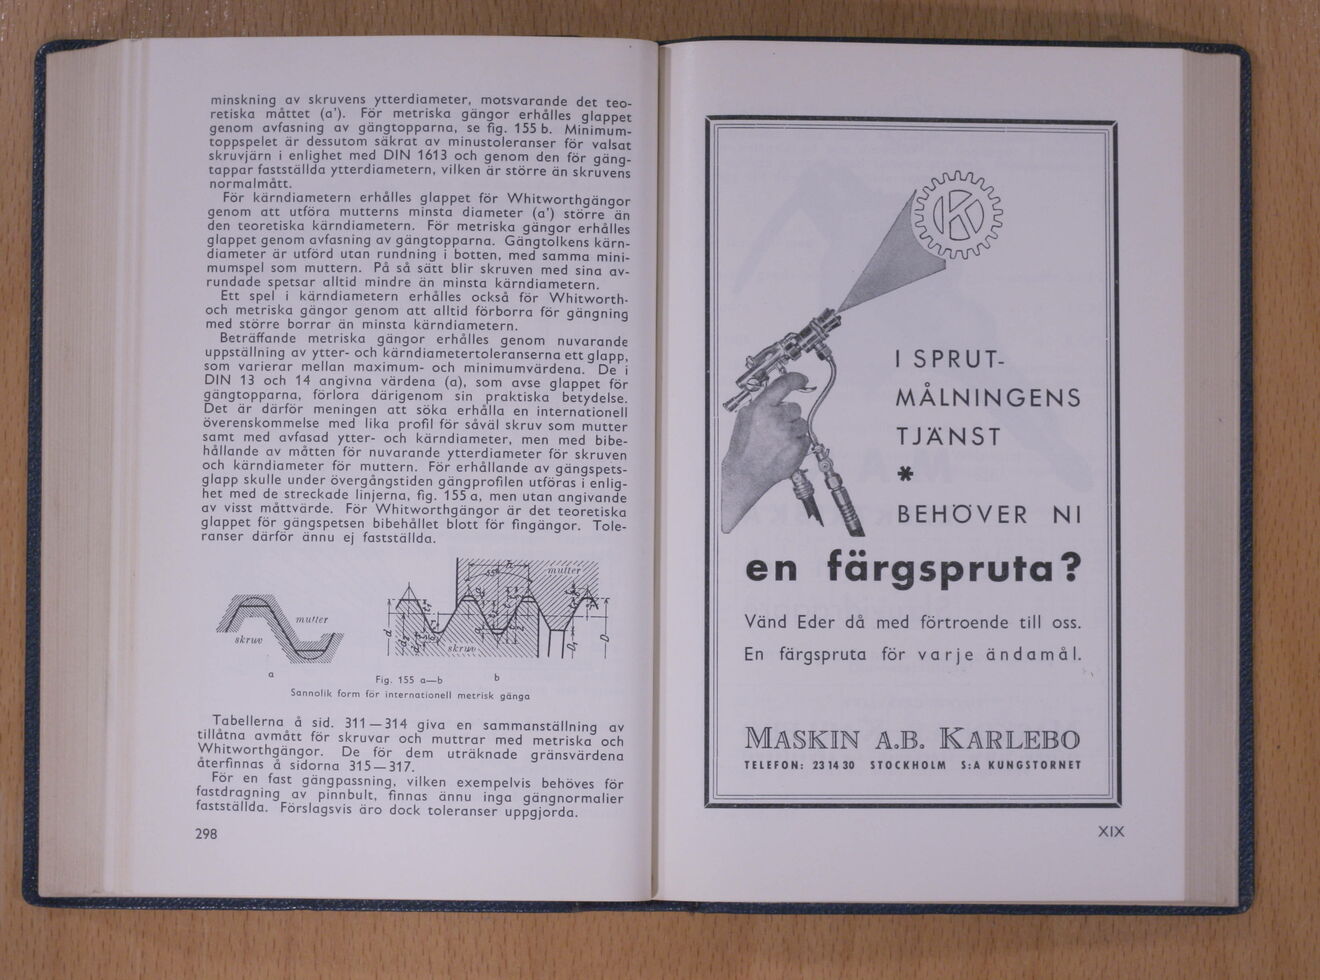 minskning av skruvens ytterdiameter, motsvarande det teo-
retiska måttet (a'). För metriska gängor erhålles glappet
genom avfasning av gängtopparna, se fig. 155 b. Minimum-
toppspelet är dessutom säkrat av minustoleranser för valsat
skruvjärn i enlighet med DIN 1613 och genom den för gäng-
tappar fastställda ytterdiametern, vilken är större än skruvens
normalmått.
För kärndiametern erhålles glappet för Whitworthgängor
genom att utföra mutterns minsta diameter (a') större än
den teoretiska kärndiametern. För metriska gängor erhålles
glappet genom avfasning av gängtopparna. Gängtolkens kärn-
diameter är utförd utan rundning i botten, med samma mini-
mumspel som muttern. På så sätt blir skruven med sina av-
rundade spetsar alltid mindre än minsta kärndiametern.
Ett spel i kärndiametern erhålles också för Whitworth-
och metriska gängor genom att alltid förborra för gängning
med större borrar än minsta kärndiametern.
Beträffande metriska gängor erhålles genom nuvarande
uppställning av ytter- och kärndiametertoleranserna ett glapp,
som varierar mellan maximum- och minimumvärdena. De i
DIN 13 och 14 angivna värdena (a), som avse glappet för
gängtopparna, förlora därigenom sin praktiska betydelse.
Det är därför meningen att söka erhålla en internationell
överenskommelse med lika profil för såväl skruv som mutter
samt med avfasad ytter- och kärndiameter, men med bibe-
hållande av måtten för nuvarande ytterdiameter för skruven
och kärndiameter för muttern. För erhållande av gängspets-
glapp skulle under övergångstiden gängprofilen utföras i enlig-
het med de streckade linjerna, fig. 155 a, men utan angivande
av visst måttvärde. För Whitworthgängor är det teoretiska
glappet för gängspetsen bibehållet blott för fingängor. Tole-
ranser därför ännu ej fastställda.
mutter
skruv
h
55°
mutter
skruv
d
D₁
D
a
Fig. 155 a—b
b
Sannolik form för internationell metrisk gänga
Tabellerna å sid. 311—314 giva en sammanställning av
tillåtna avmått för skruvar och muttrar med metriska och
Whitworthgängor. De för dem uträknade gränsvärdena
återfinnas å sidorna 315—317.
För en fast gängpassning, vilken exempelvis behöves för
fastdragning av pinnbult, finnas ännu inga gängnormalier
fastställda. Förslagsvis äro dock toleranser uppgjorda.
298
K
I SPRUT-
MÅLNINGENS
TJÄNST
*
BEHÖVER NI
en färgspruta?
Vänd Eder då med förtroende till oss.
En färgspruta för varje ändamål.
MASKIN A.B. KARLEBO
TELEFON: 23 14 30 STOCKHOLM S:A KUNGSTORNET
XIX